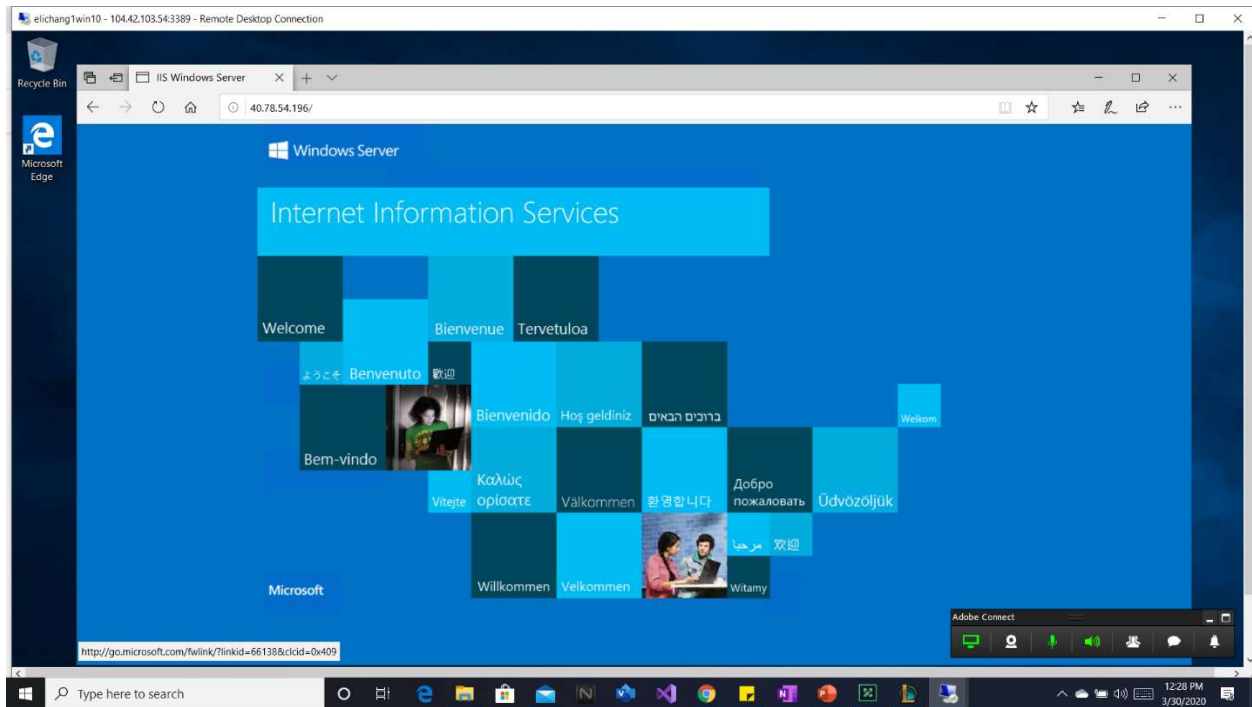 elichang1win10 - 104.42.103.54:3389 - Remote Desktop Connection
Recycle Bin
IIS Windows Server
40.78.54.196/
Microsoft
Edge
Windows Server
Internet Information Services
Welcome
Bienvenue
Tervetuloa
ようこそ
Benvenuto
歡迎
Bienvenido
Hoş geldiniz
ברוכים הבאים
Welkom
Bem-vindo
Vítejte
Καλώς
ορίσατε
Välkommen
환영합니다
Добро
пожаловать
Üdvözöljük
مرحبا
欢迎
Microsoft
Willkommen
Velkommen
Witamy
Adobe Connect
http://go.microsoft.com/fwlink/?linkid=66138&clcid=0x409
Type here to search
12:28 PM
3/30/2020